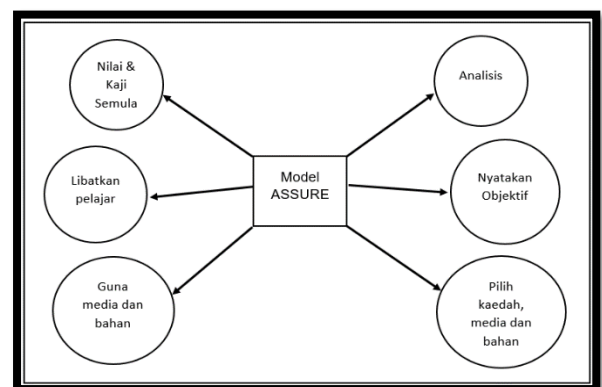 Nilai &
Kaji
Semula
Analisis
Libatkan
pelajar
Model
ASSURE
Nyatakan
Objektif
Guna
media dan
bahan
Pilih
kaedah,
media dan
bahan